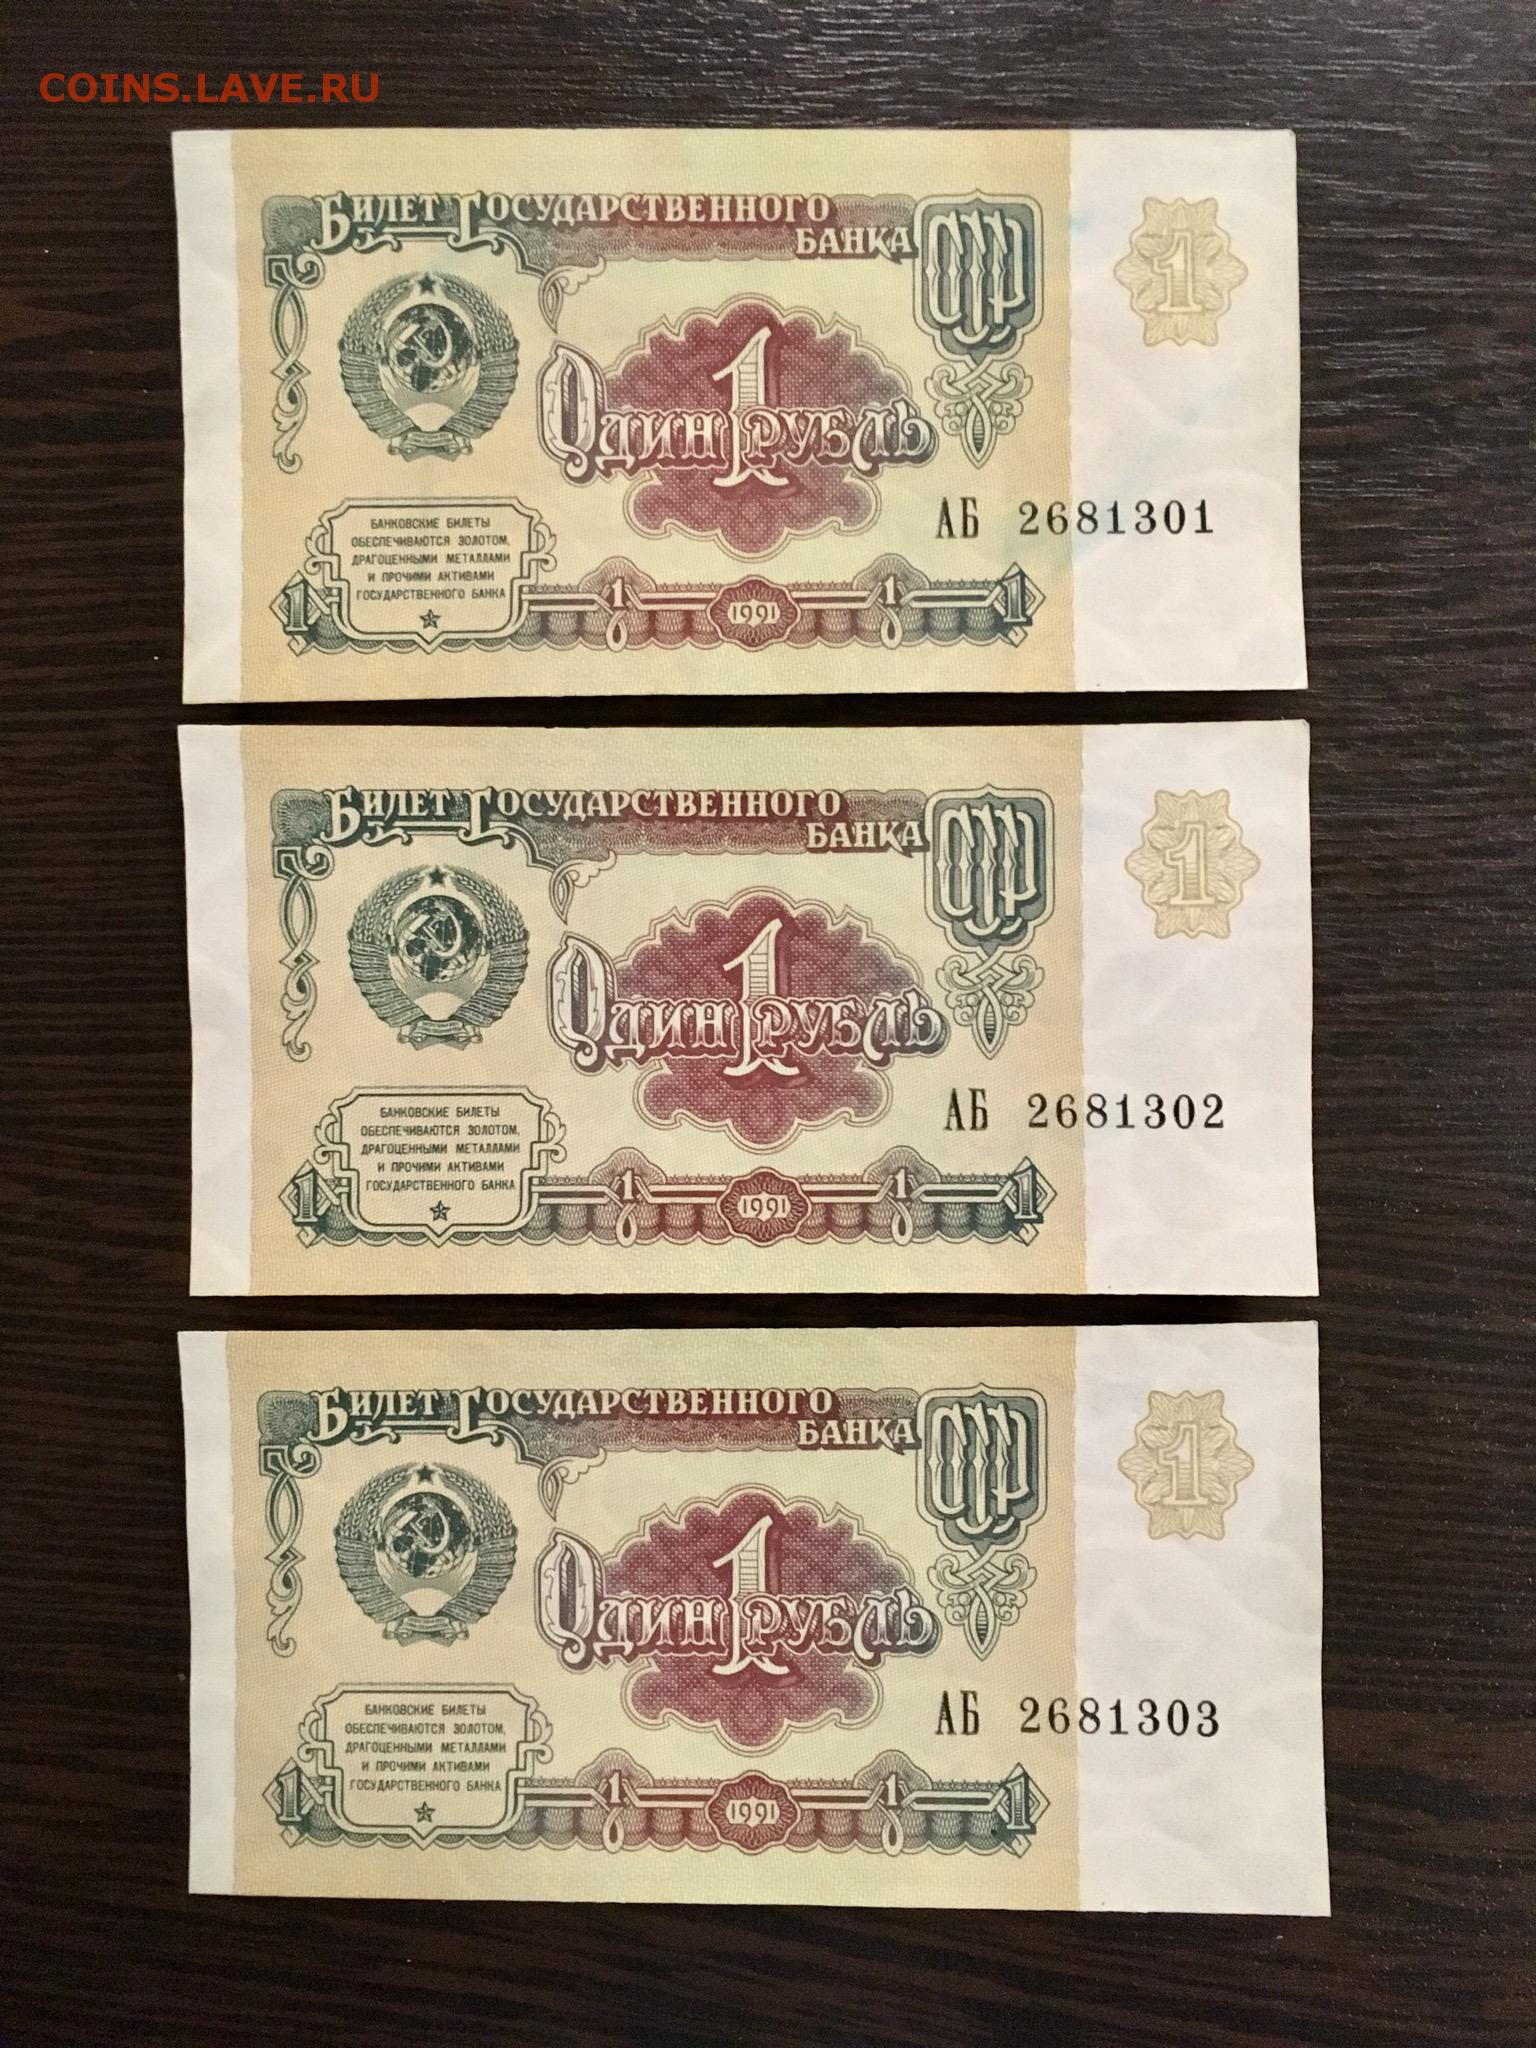 COINS.LAVE.RU
БИЛЕТ ГОСУДАРСТВЕННОГО
БАНКА
СССР
1
1
ОДИН РУБЛЬ
АБ 2681301
БАНКОВСКИЕ БИЛЕТЫ
ОБЕСПЕЧИВАЮТСЯ ЗОЛОТОМ,
ДРАГОЦЕННЫМИ МЕТАЛЛАМИ
И ПРОЧИМИ АКТИВАМИ
ГОСУДАРСТВЕННОГО БАНКА
1 1 1991 1 1
БИЛЕТ ГОСУДАРСТВЕННОГО
БАНКА
СССР
1
1
ОДИН РУБЛЬ
АБ 2681302
БАНКОВСКИЕ БИЛЕТЫ
ОБЕСПЕЧИВАЮТСЯ ЗОЛОТОМ,
ДРАГОЦЕННЫМИ МЕТАЛЛАМИ
И ПРОЧИМИ АКТИВАМИ
ГОСУДАРСТВЕННОГО БАНКА
1 1 1991 1 1
БИЛЕТ ГОСУДАРСТВЕННОГО
БАНКА
СССР
1
1
ОДИН РУБЛЬ
АБ 2681303
БАНКОВСКИЕ БИЛЕТЫ
ОБЕСПЕЧИВАЮТСЯ ЗОЛОТОМ,
ДРАГОЦЕННЫМИ МЕТАЛЛАМИ
И ПРОЧИМИ АКТИВАМИ
ГОСУДАРСТВЕННОГО БАНКА
1 1 1991 1 1